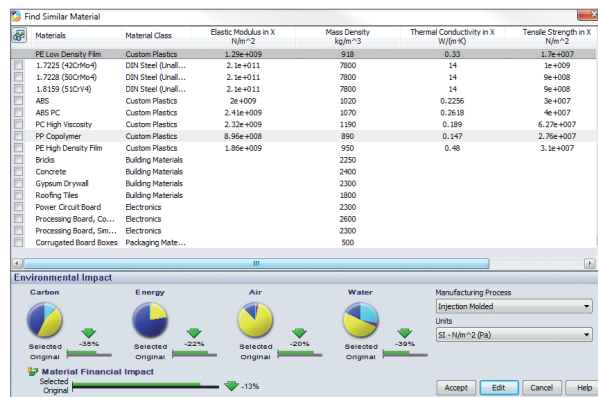 Find Similar Material
Materials Material Class Elastic Modulus in X N/m^2 Mass Density kg/m^3 Thermal Conductivity in X W/(m·K) Tensile Strength in X N/m^2
PE Low Density Film Custom Plastics 1.29e+009 918 0.33 1.7e+007
1.7225 (42CrMo4) DIN Steel (Unall... 2.1e+011 7800 14 1e+009
1.7228 (50CrMo4) DIN Steel (Unall... 2.1e+011 7800 14 9e+008
1.8159 (51CrV4) DIN Steel (Unall... 2.1e+011 7800 14 9e+008
ABS Custom Plastics 2e+009 1020 0.2256 3e+007
ABS PC Custom Plastics 2.41e+009 1070 0.2618 4e+007
PC High Viscosity Custom Plastics 2.32e+009 1190 0.189 6.27e+007
PP Copolymer Custom Plastics 8.96e+008 890 0.147 2.76e+007
PE High Density Film Custom Plastics 1.86e+009 950 0.48 3.1e+007
Bricks Building Materials 2250
Concrete Building Materials 2400
Gypsum Drywall Building Materials 2300
Roofing Tiles Building Materials 1800
Power Circuit Board Electronics 2300
Processing Board, Co... Electronics 2600
Processing Board, Sim... Electronics 2300
Corrugated Board Boxes Packaging Mate... 500
Environmental Impact
Carbon Energy Air Water
Manufacturing Process
Injection Molded
Units
SI - N/m^2 (Pa)
Selected -35% Selected -22% Selected -20% Selected -39%
Original Original Original Original
Material Financial Impact
Selected
Original -13%
Accept Edit Cancel Help